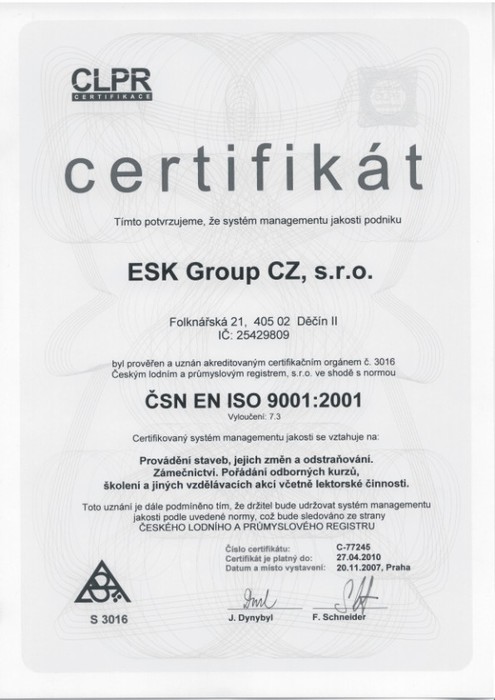 CLPR
CERTIFIKACE
certifikát
Tímto potvrzujeme, že systém managementu jakosti podniku
ESK Group CZ, s.r.o.
Folknářská 21, 405 02 Děčín II
IČ: 25429809
byl prověřen a uznán akreditovaným certifikačním orgánem č. 3016
Českým lodním a průmyslovým registrem, s.r.o. ve shodě s normou
ČSN EN ISO 9001:2001
Vyloučení: 7.3
Certifikovaný systém managementu jakosti se vztahuje na:
Provádění staveb, jejich změn a odstraňování.
Zámečnictví. Pořádání odborných kurzů,
školení a jiných vzdělávacích akcí včetně lektorské činnosti.
Toto uznání je dále podmíněno tím, že držitel bude udržovat systém managementu
jakosti podle uvedené normy, což bude sledováno ze strany
ČESKÉHO LODNÍHO A PRŮMYSLOVÉHO REGISTRU
Číslo certifikátu: C-77245
Certifikát je platný do: 27.04.2010
Datum a místo vystavení: 20.11.2007, Praha
S 3016
J. Dynybyl F. Schneider